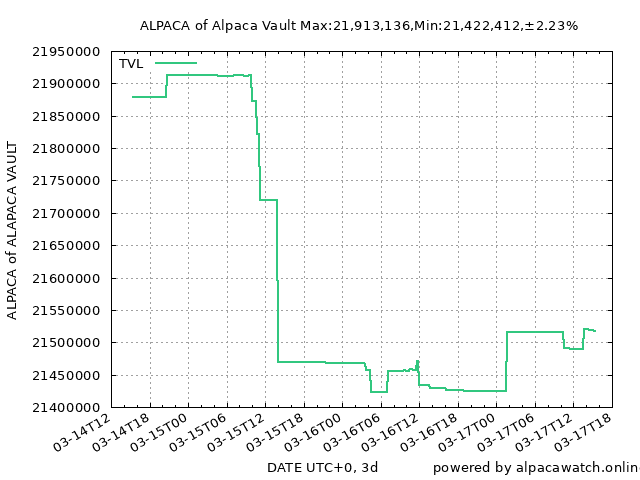 ALPACA of Alpaca Vault Max:21,913,136,Min:21,422,412,±2.23%
TVL
21950000
21900000
21850000
21800000
21750000
21700000
21650000
21600000
21550000
21500000
21450000
21400000
ALPACA of ALAPACA VAULT
03-14T12
03-14T18
03-15T00
03-15T06
03-15T12
03-15T18
03-16T00
03-16T06
03-16T12
03-16T18
03-17T00
03-17T06
03-17T12
03-17T18
DATE UTC+0, 3d
powered by alpacawatch.onlin